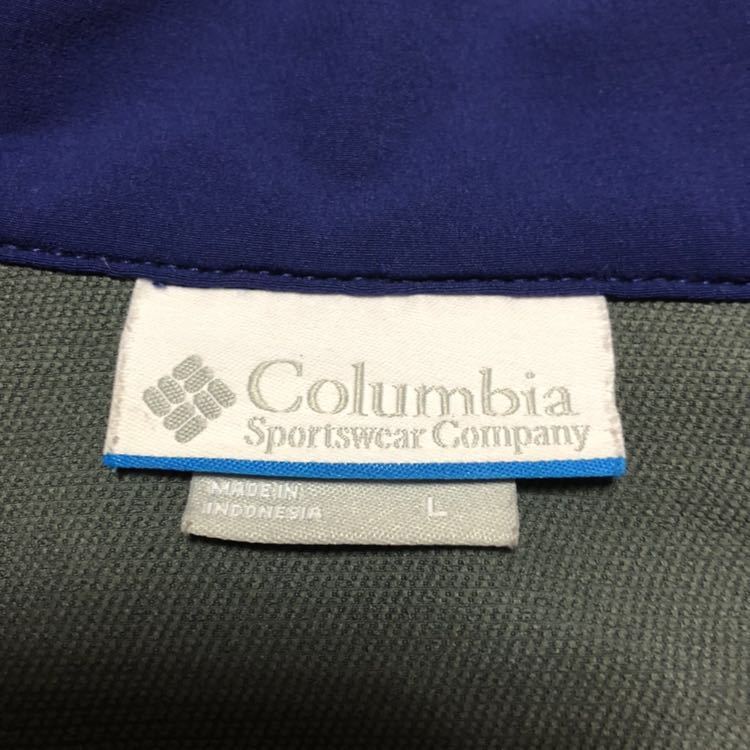 Columbia
Sportswear Company
MADE IN
INDONESIA
L